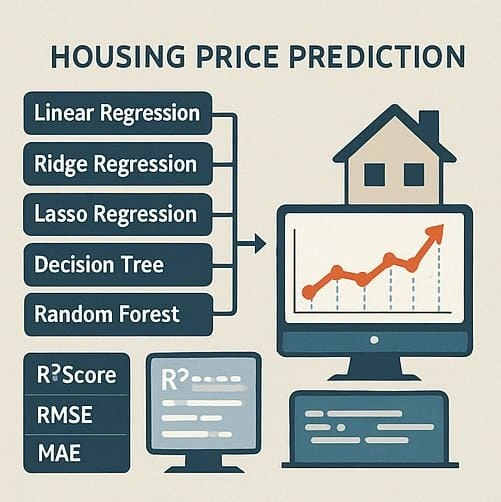 HOUSING PRICE PREDICTION
Linear Regression
Ridge Regression
Lasso Regression
Decision Tree
Random Forest
R?Score
RMSE
MAE
R?